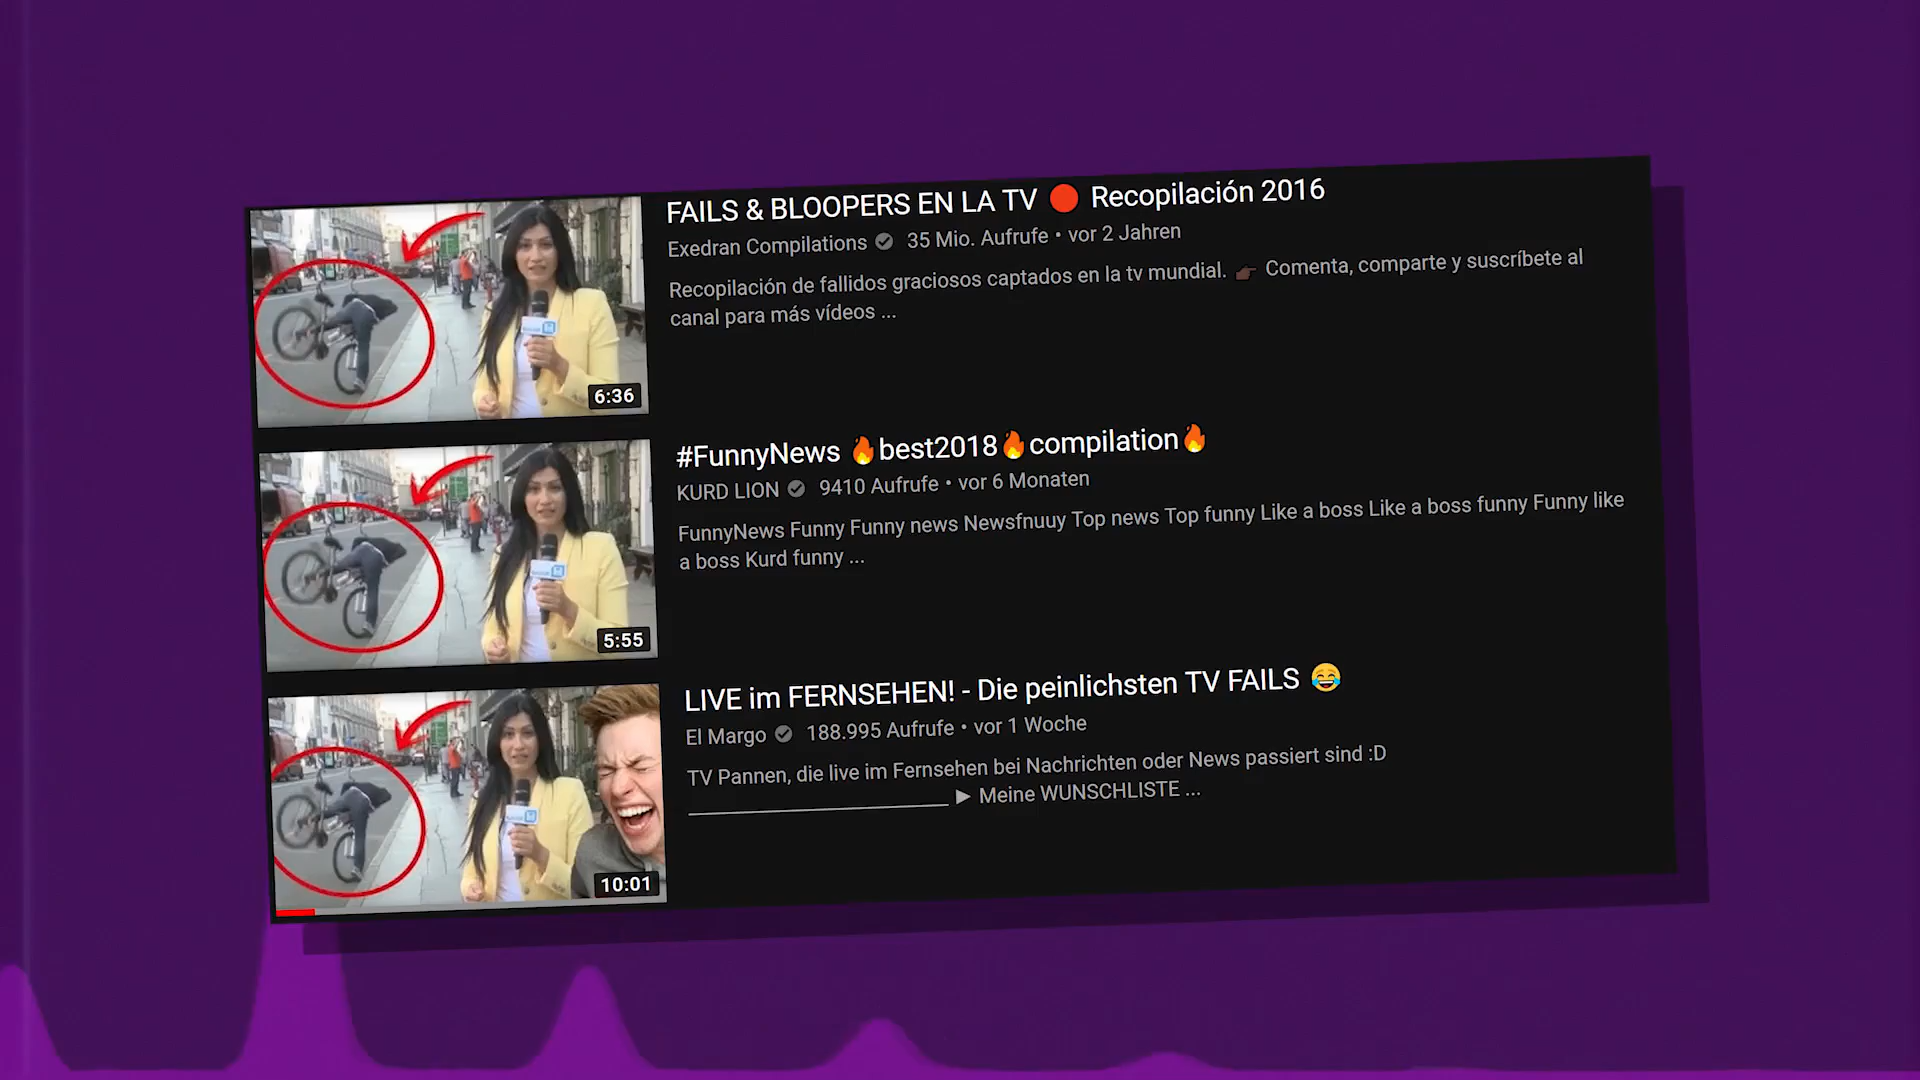 FAILS & BLOOPERS EN LA TV 🔴 Recopilación 2016
Exedran Compilations 35 Mio. Aufrufe • vor 2 Jahren
Recopilación de fallidos graciosos captados en la tv mundial. 👉🏿 Comenta, comparte y suscríbete al
canal para más vídeos ...
6:36
#FunnyNews 🔥best2018🔥compilation🔥
KURD LION 9410 Aufrufe • vor 6 Monaten
FunnyNews Funny Funny news Newsfnuuy Top news Top funny Like a boss Like a boss funny Funny like
a boss Kurd funny ...
5:55
LIVE im FERNSEHEN! - Die peinlichsten TV FAILS 😂
El Margo 188.995 Aufrufe • vor 1 Woche
TV Pannen, die live im Fernsehen bei Nachrichten oder News passiert sind :D
▶ Meine WUNSCHLISTE ...
10:01